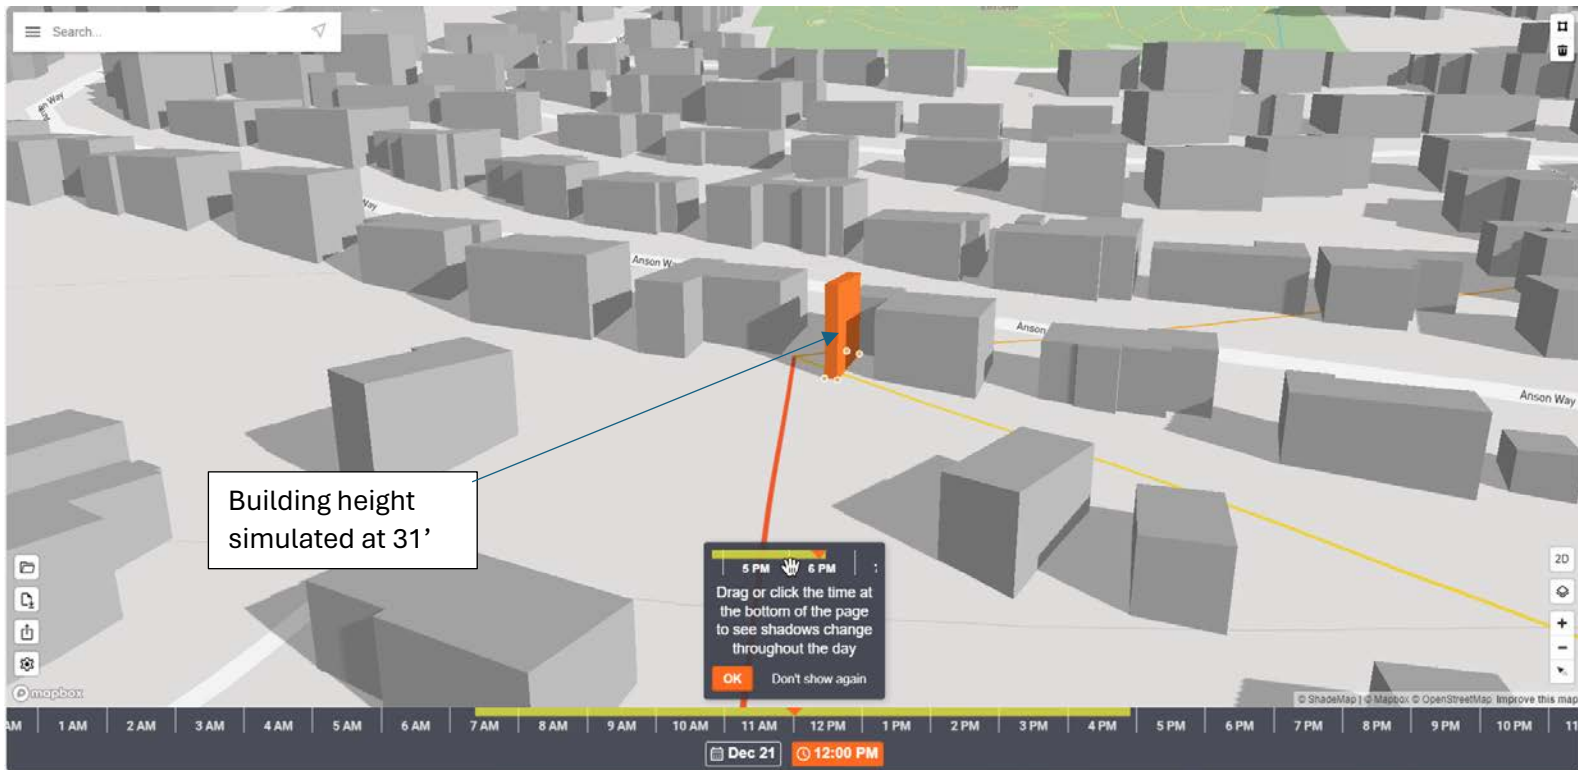 Search...
on Way
Way
Anson W
Anson
Anson Way
Building height
simulated at 31’
5 PM 6 PM
Drag or click the time at
the bottom of the page
to see shadows change
throughout the day
OK Don't show again
2D
mapbox
© ShadeMap | © Mapbox © OpenStreetMap Improve this map
AM 1 AM 2 AM 3 AM 4 AM 5 AM 6 AM 7 AM 8 AM 9 AM 10 AM 11 AM 12 PM 1 PM 2 PM 3 PM 4 PM 5 PM 6 PM 7 PM 8 PM 9 PM 10 PM 11
Dec 21 12:00 PM